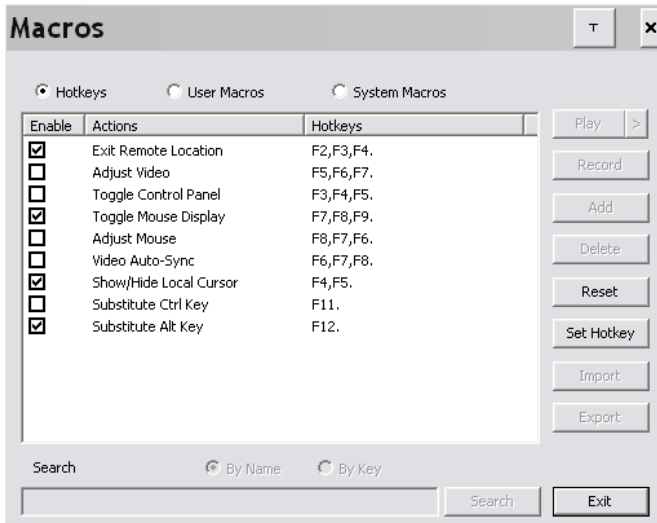 Macros
T ×
Hotkeys User Macros System Macros
Enable Actions Hotkeys
Play >
Exit Remote Location F2,F3,F4.
Adjust Video F5,F6,F7.
Record
Toggle Control Panel F3,F4,F5.
Toggle Mouse Display F7,F8,F9.
Add
Adjust Mouse F8,F7,F6.
Video Auto-Sync F6,F7,F8.
Delete
Show/Hide Local Cursor F4,F5.
Reset
Substitute Ctrl Key F11.
Substitute Alt Key F12.
Set Hotkey
Import
Export
Search By Name By Key
Search Exit